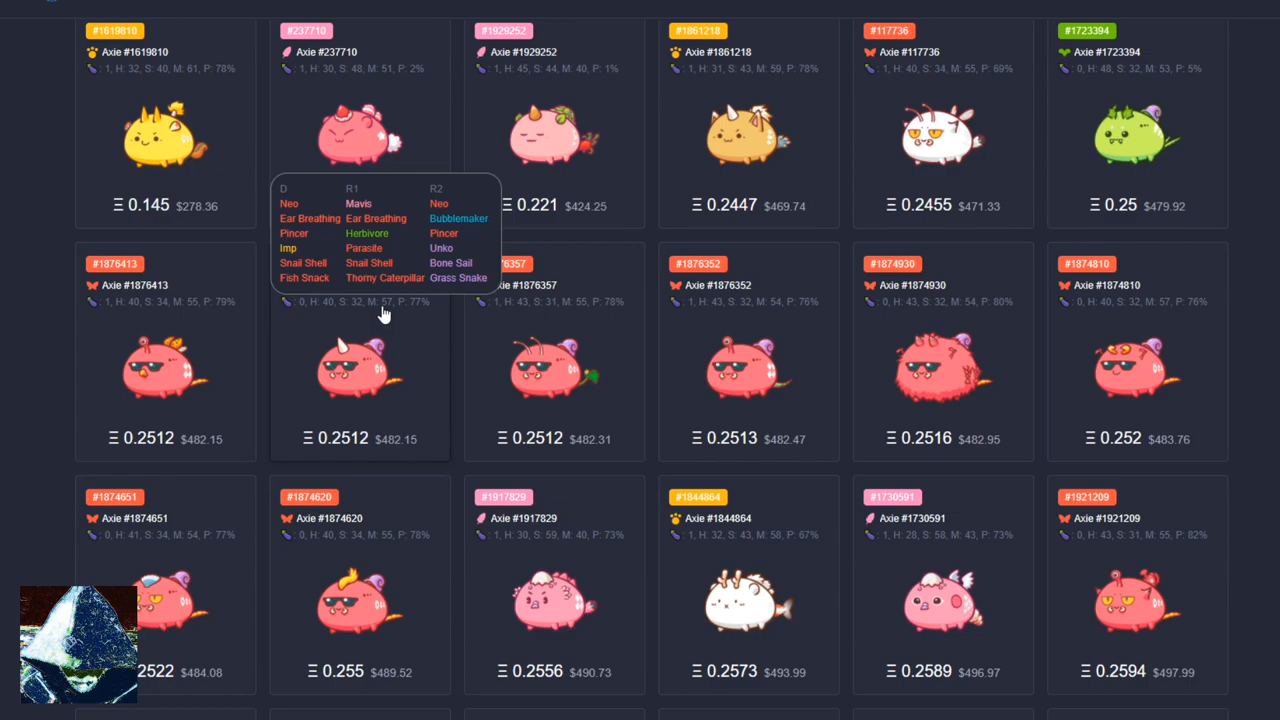 #1619810
Axie #1619810
: 1, H: 32, S: 40, M: 61, P: 78%
Ξ 0.145 $278.36
#237710
Axie #237710
: 1, H: 30, S: 48, M: 51, P: 2%
#1929252
Axie #1929252
: 1, H: 45, S: 44, M: 40, P: 1%
Ξ 0.221 $424.25
#1861218
Axie #1861218
: 1, H: 31, S: 43, M: 59, P: 78%
Ξ 0.2447 $469.74
#117736
Axie #117736
: 1, H: 40, S: 34, M: 55, P: 69%
Ξ 0.2455 $471.33
#1723394
Axie #1723394
: 0, H: 48, S: 32, M: 53, P: 5%
Ξ 0.25 $479.92
D R1 R2
Neo Mavis Neo
Ear Breathing Ear Breathing Bubblemaker
Pincer Herbivore Pincer
Imp Parasite Unko
Snail Shell Snail Shell Bone Sail
Fish Snack Thorny Caterpillar Grass Snake
#1876413
Axie #1876413
: 1, H: 40, S: 34, M: 55, P: 79%
Ξ 0.2512 $482.15
: 0, H: 40, S: 32, M: 57, P: 77%
Ξ 0.2512 $482.15
76357
1876357
: 1, H: 43, S: 31, M: 55, P: 78%
Ξ 0.2512 $482.31
#1876352
Axie #1876352
: 1, H: 43, S: 32, M: 54, P: 76%
Ξ 0.2513 $482.47
#1874930
Axie #1874930
: 1, H: 43, S: 32, M: 54, P: 80%
Ξ 0.2516 $482.95
#1874810
Axie #1874810
: 0, H: 40, S: 32, M: 57, P: 76%
Ξ 0.252 $483.76
#1874651
Axie #1874651
: 0, H: 41, S: 34, M: 54, P: 77%
2522 $484.08
#1874620
Axie #1874620
: 0, H: 40, S: 34, M: 55, P: 78%
Ξ 0.255 $489.52
#1917829
Axie #1917829
: 1, H: 30, S: 59, M: 40, P: 73%
Ξ 0.2556 $490.73
#1844864
Axie #1844864
: 1, H: 32, S: 43, M: 58, P: 67%
Ξ 0.2573 $493.99
#1730591
Axie #1730591
: 1, H: 28, S: 58, M: 43, P: 73%
Ξ 0.2589 $496.97
#1921209
Axie #1921209
: 0, H: 43, S: 31, M: 55, P: 82%
Ξ 0.2594 $497.99